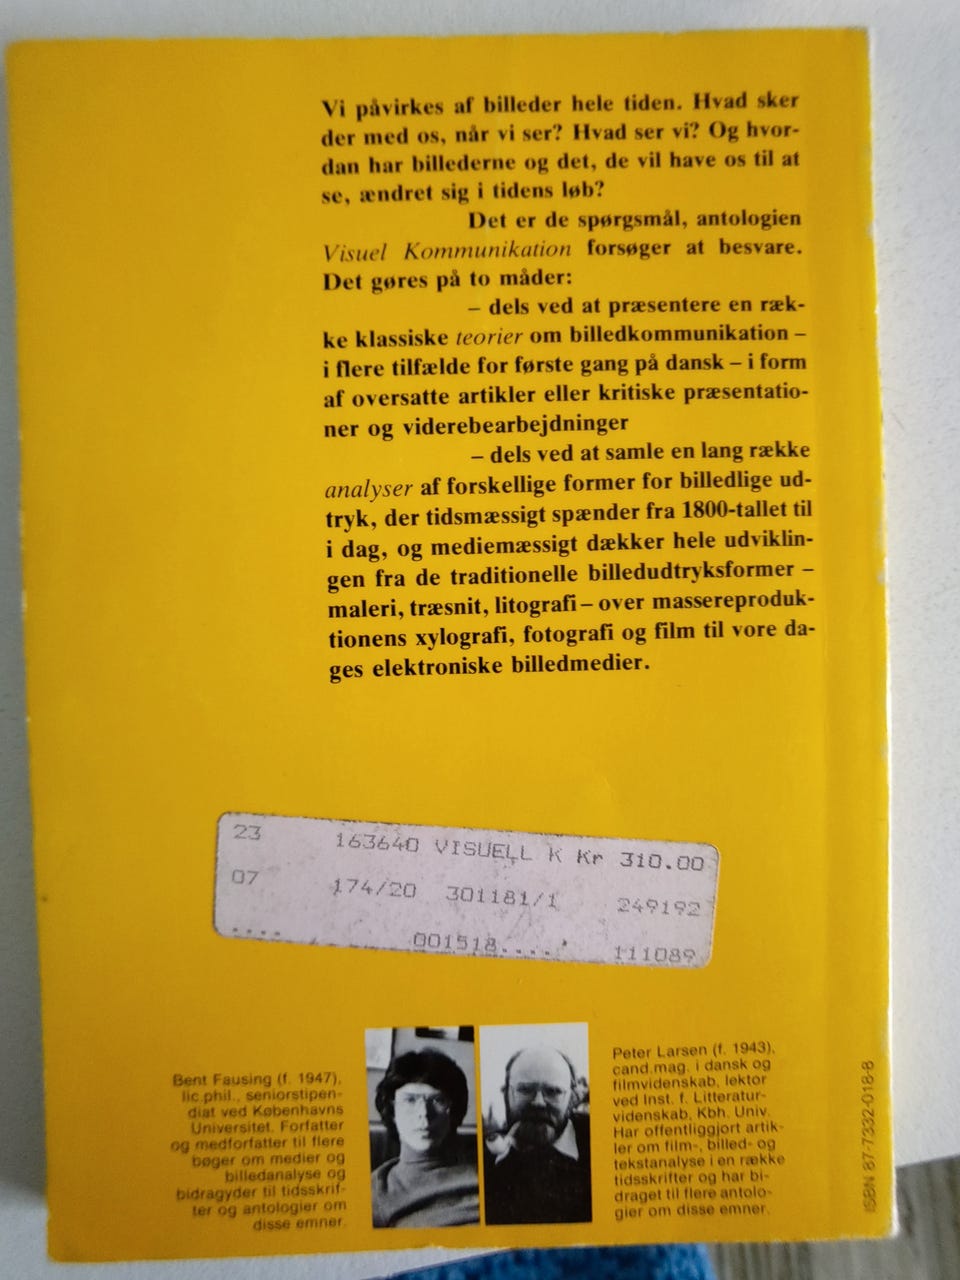 Vi påvirkes af billeder hele tiden. Hvad sker
der med os, når vi ser? Hvad ser vi? Og hvor-
dan har billederne og det, de vil have os til at
se, ændret sig i tidens løb?
Det er de spørgsmål, antologien
Visuel Kommunikation forsøger at besvare.
Det gøres på to måder:
– dels ved at præsentere en ræk-
ke klassiske teorier om billedkommunikation –
i flere tilfælde for første gang på dansk – i form
af oversatte artikler eller kritiske præsentatio-
ner og viderebearbejdninger
– dels ved at samle en lang række
analyser af forskellige former for billedlige ud-
tryk, der tidsmæssigt spænder fra 1800-tallet til
i dag, og mediemæssigt dækker hele udviklin-
gen fra de traditionelle billedudtryksformer –
maleri, træsnit, litografi – over massereproduk-
tionens xylografi, fotografi og film til vore da-
ges elektroniske billedmedier.
23 163640 VISUELL K Kr 310.00
07 174/20 301181/1 249192
.... 001518.... 111089
Bent Fausing (f. 1947),
lic.phil., seniorstipen-
diat ved Københavns
Universitet. Forfatter
og medforfatter til flere
bøger om medier og
billedanalyse og
bidragyder til tidsskrif-
ter og antologier om
disse emner.
Peter Larsen (f. 1943),
cand.mag. i dansk og
filmvidenskab, lektor
ved Inst. f. Litteratur-
videnskab, Kbh. Univ.
Har offentliggjort artik-
ler om film-, billed- og
tekstanalyse i en række
tidsskrifter og har bi-
draget til flere antolo-
gier om disse emner.
ISBN 87-7332-018-8